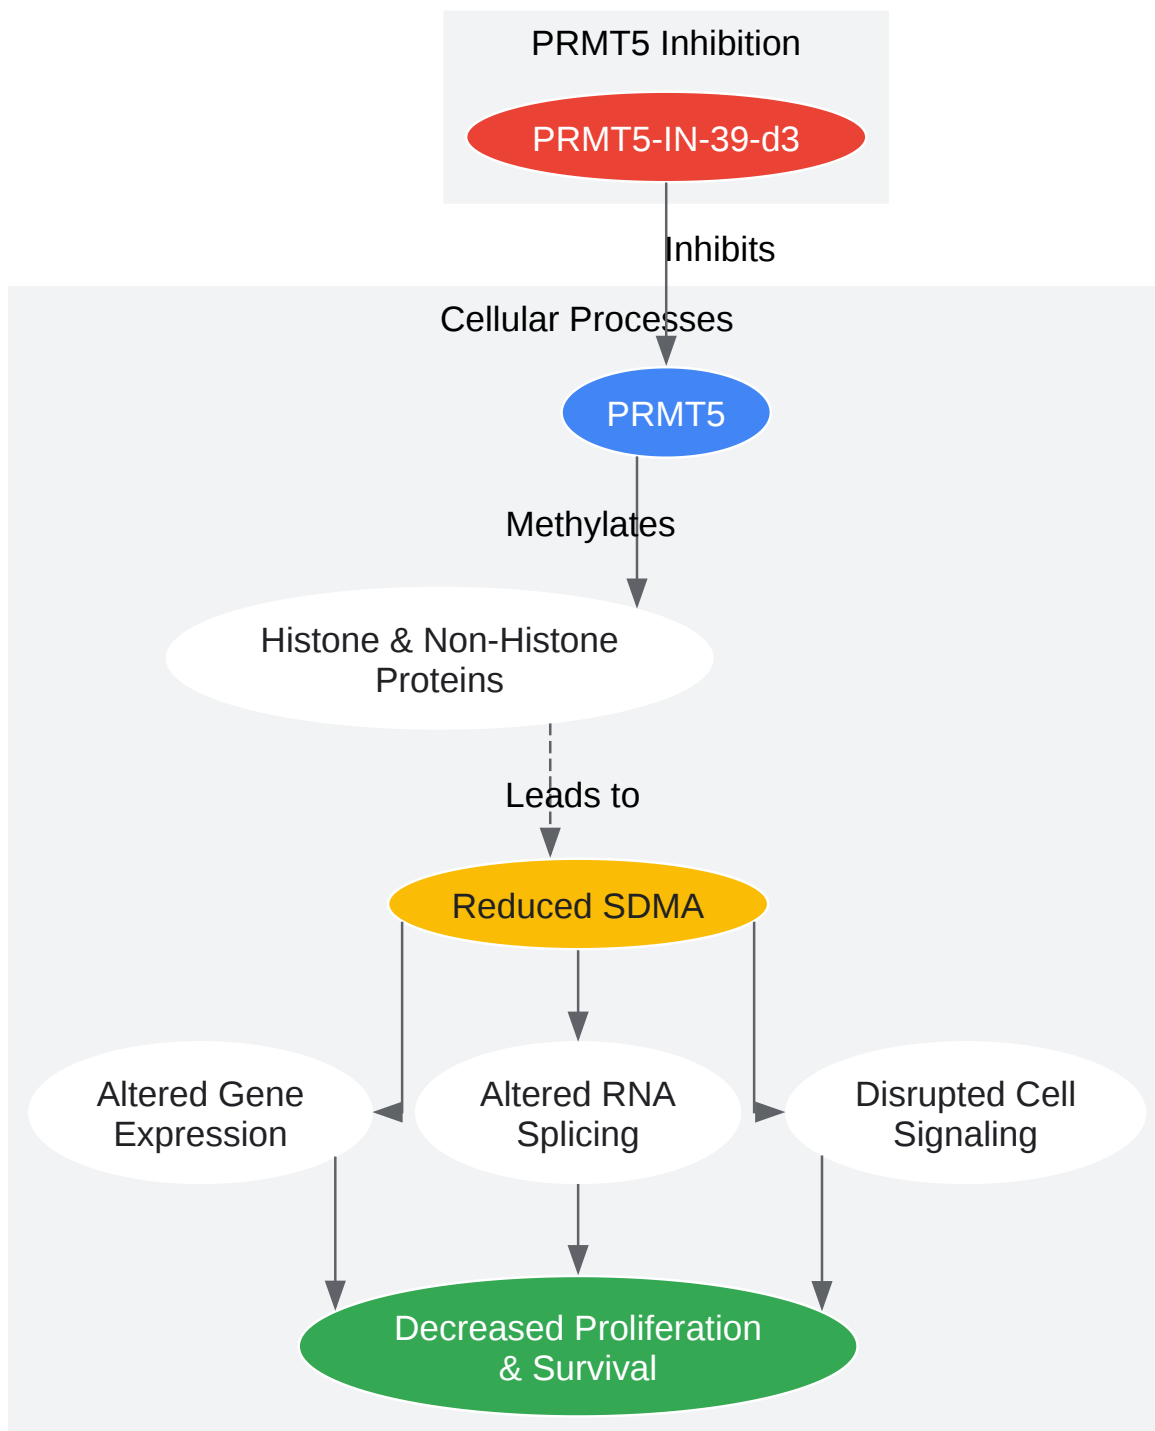 PRMT5 Inhibition
PRMT5-IN-39-d3
Inhibits
Cellular Processes
PRMT5
Methylates
Histone & Non-Histone
Proteins
Leads to
Reduced SDMA
Altered Gene
Expression
Altered RNA
Splicing
Disrupted Cell
Signaling
Decreased Proliferation
& Survival